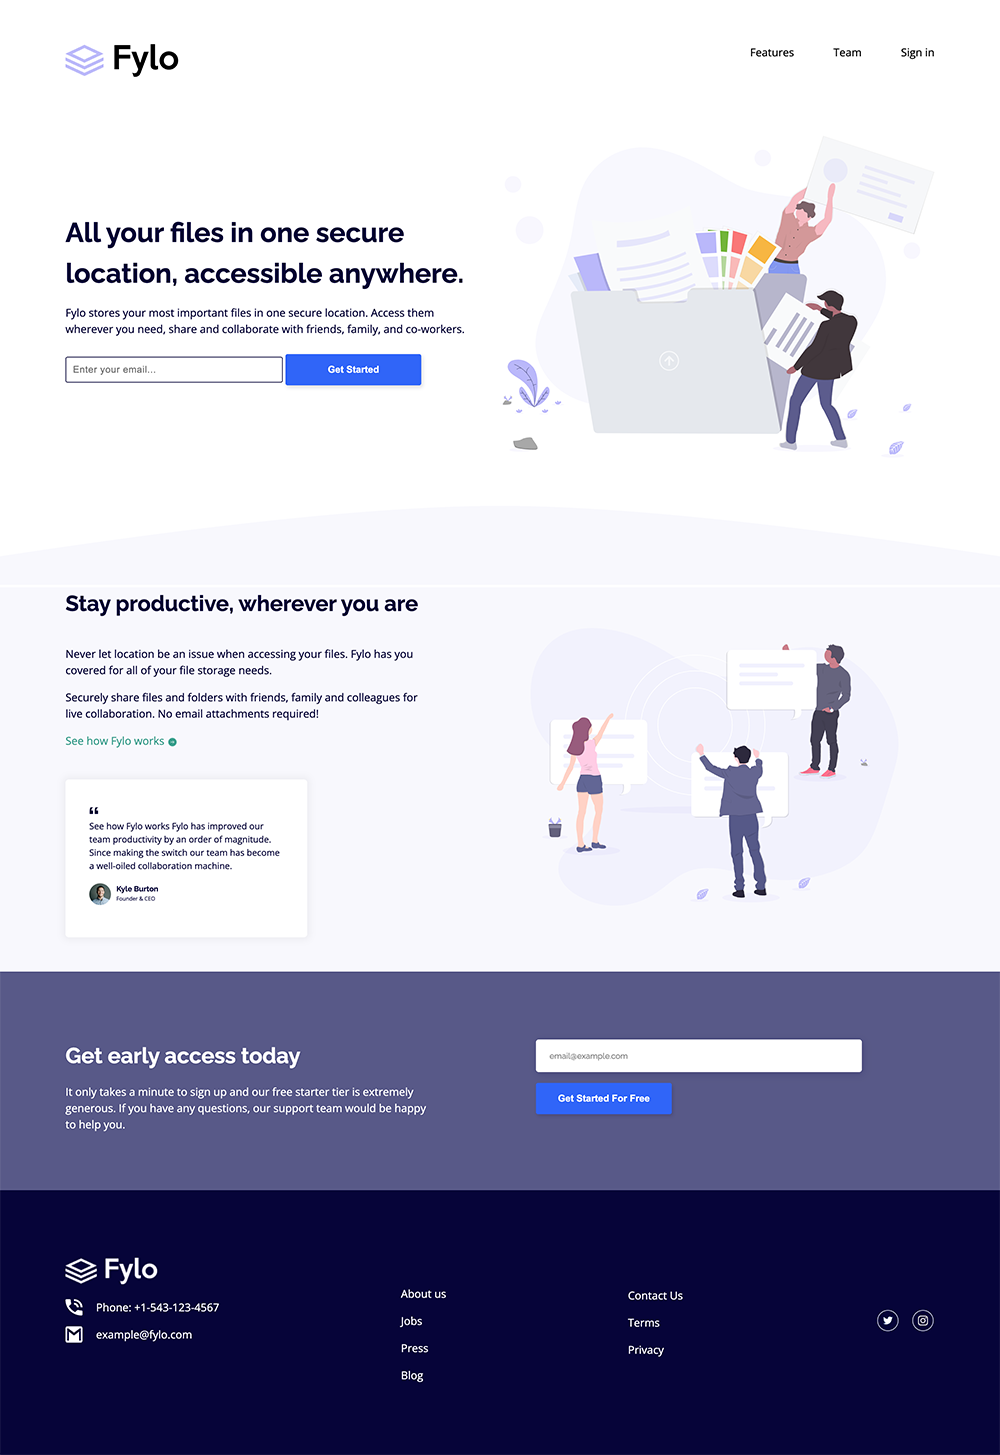 Fylo
Features
Team
Sign in
All your files in one secure
location, accessible anywhere.
Fylo stores your most important files in one secure location. Access them
wherever you need, share and collaborate with friends, family, and co-workers.
Enter your email...
Get Started
Stay productive, wherever you are
Never let location be an issue when accessing your files. Fylo has you
covered for all of your file storage needs.
Securely share files and folders with friends, family and colleagues for
live collaboration. No email attachments required!
See how Fylo works
“
See how Fylo works Fylo has improved our
team productivity by an order of magnitude.
Since making the switch our team has become
a well-oiled collaboration machine.
Kyle Burton
Founder & CEO
Get early access today
It only takes a minute to sign up and our free starter tier is extremely
generous. If you have any questions, our support team would be happy
to help you.
email@example.com
Get Started For Free
Fylo
Phone: +1-543-123-4567
example@fylo.com
About us
Jobs
Press
Blog
Contact Us
Terms
Privacy